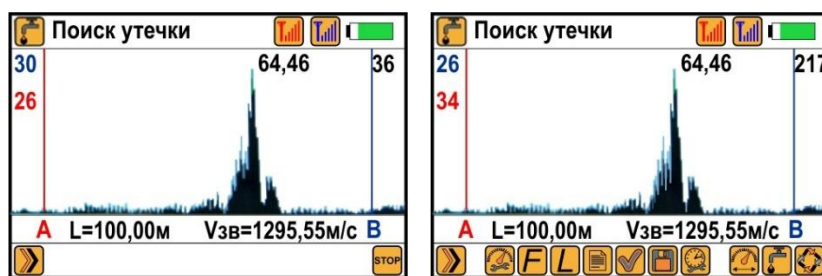 Поиск утечки
30 64,46 36
26
A L=100,00м Vзв=1295,55м/с B
STOP
Поиск утечки
26 64,46 217
34
A L=100,00м Vзв=1295,55м/с B
F L